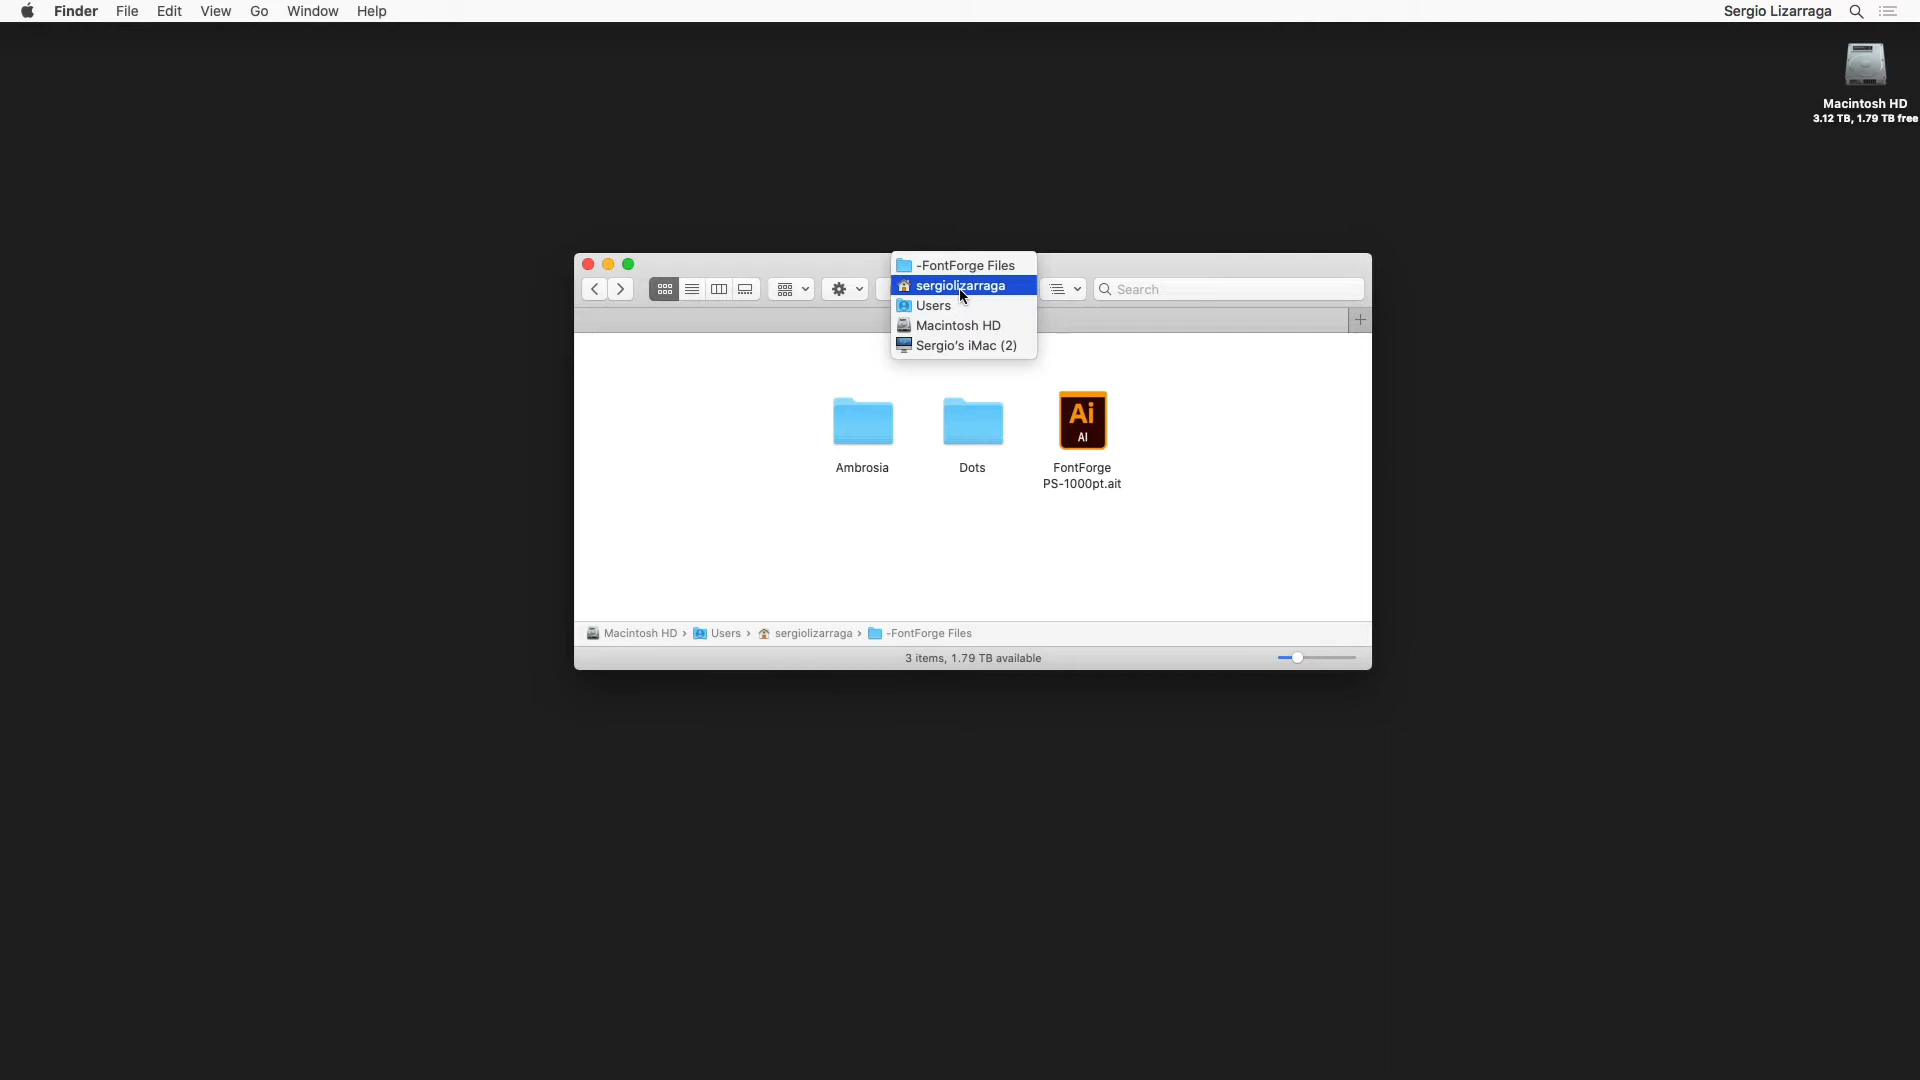 Finder File Edit View Go Window Help
Sergio Lizarraga
Macintosh HD
3.12 TB, 1.79 TB free
-FontForge Files
sergiolizarraga
Users
Macintosh HD
Sergio's iMac (2)
Search
Ambrosia
Dots
Ai
AI
FontForge
PS-1000pt.ait
Macintosh HD › Users › sergiolizarraga › -FontForge Files
3 items, 1.79 TB available